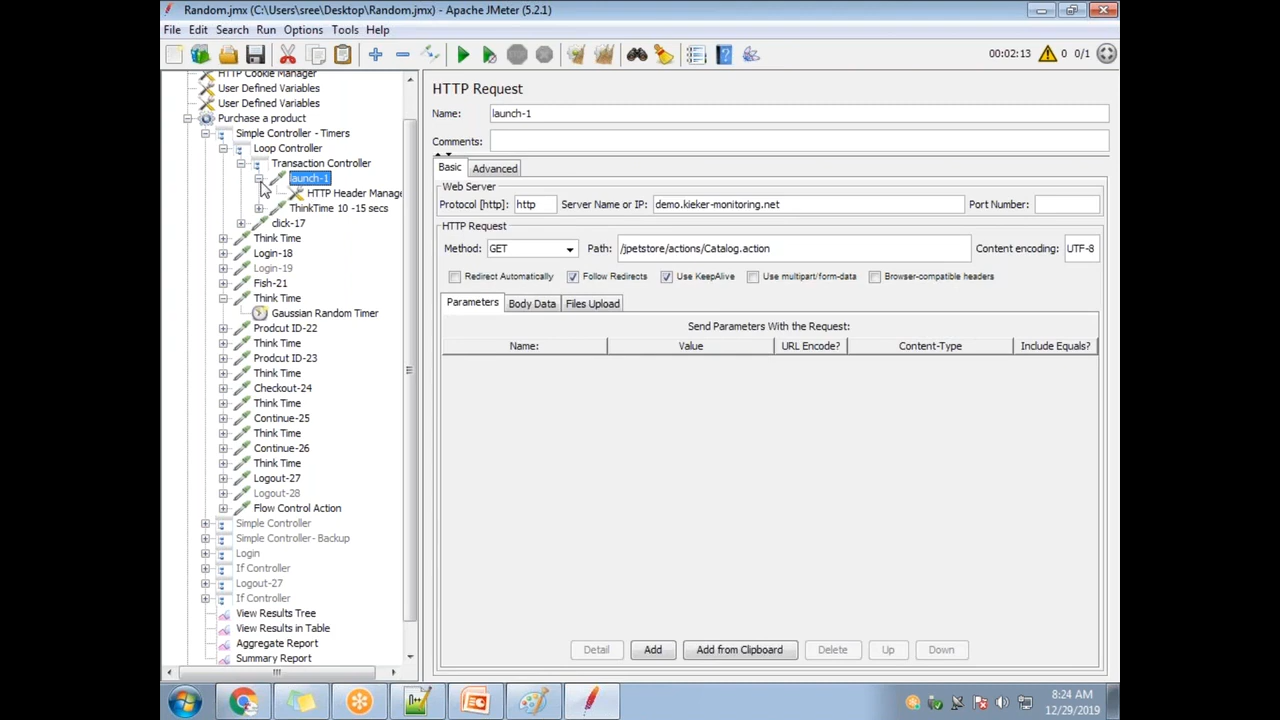 Random.jmx (C:\Users\sree\Desktop\Random.jmx) - Apache JMeter (5.2.1)
File Edit Search Run Options Tools Help
00:02:13 0 0/1
HTTP Cookie Manager
User Defined Variables
User Defined Variables
Purchase a product
Simple Controller - Timers
Loop Controller
Transaction Controller
launch-1
HTTP Header Manage
ThinkTime 10 -15 secs
click-17
Think Time
Login-18
Login-19
Fish-21
Think Time
Gaussian Random Timer
Prodcut ID-22
Think Time
Prodcut ID-23
Think Time
Checkout-24
Think Time
Continue-25
Think Time
Continue-26
Think Time
Logout-27
Logout-28
Flow Control Action
Simple Controller
Simple Controller- Backup
Login
If Controller
Logout-27
If Controller
View Results Tree
View Results in Table
Aggregate Report
Summary Report
HTTP Request
Name: launch-1
Comments:
Basic Advanced
Web Server
Protocol [http]: http Server Name or IP: demo.kieker-monitoring.net Port Number:
HTTP Request
Method: GET Path: /jpetstore/actions/Catalog.action Content encoding: UTF-8
Redirect Automatically Follow Redirects Use KeepAlive Use multipart/form-data Browser-compatible headers
Parameters Body Data Files Upload
Send Parameters With the Request:
Name: Value URL Encode? Content-Type Include Equals?
Detail Add Add from Clipboard Delete Up Down
8:24 AM
12/29/2019